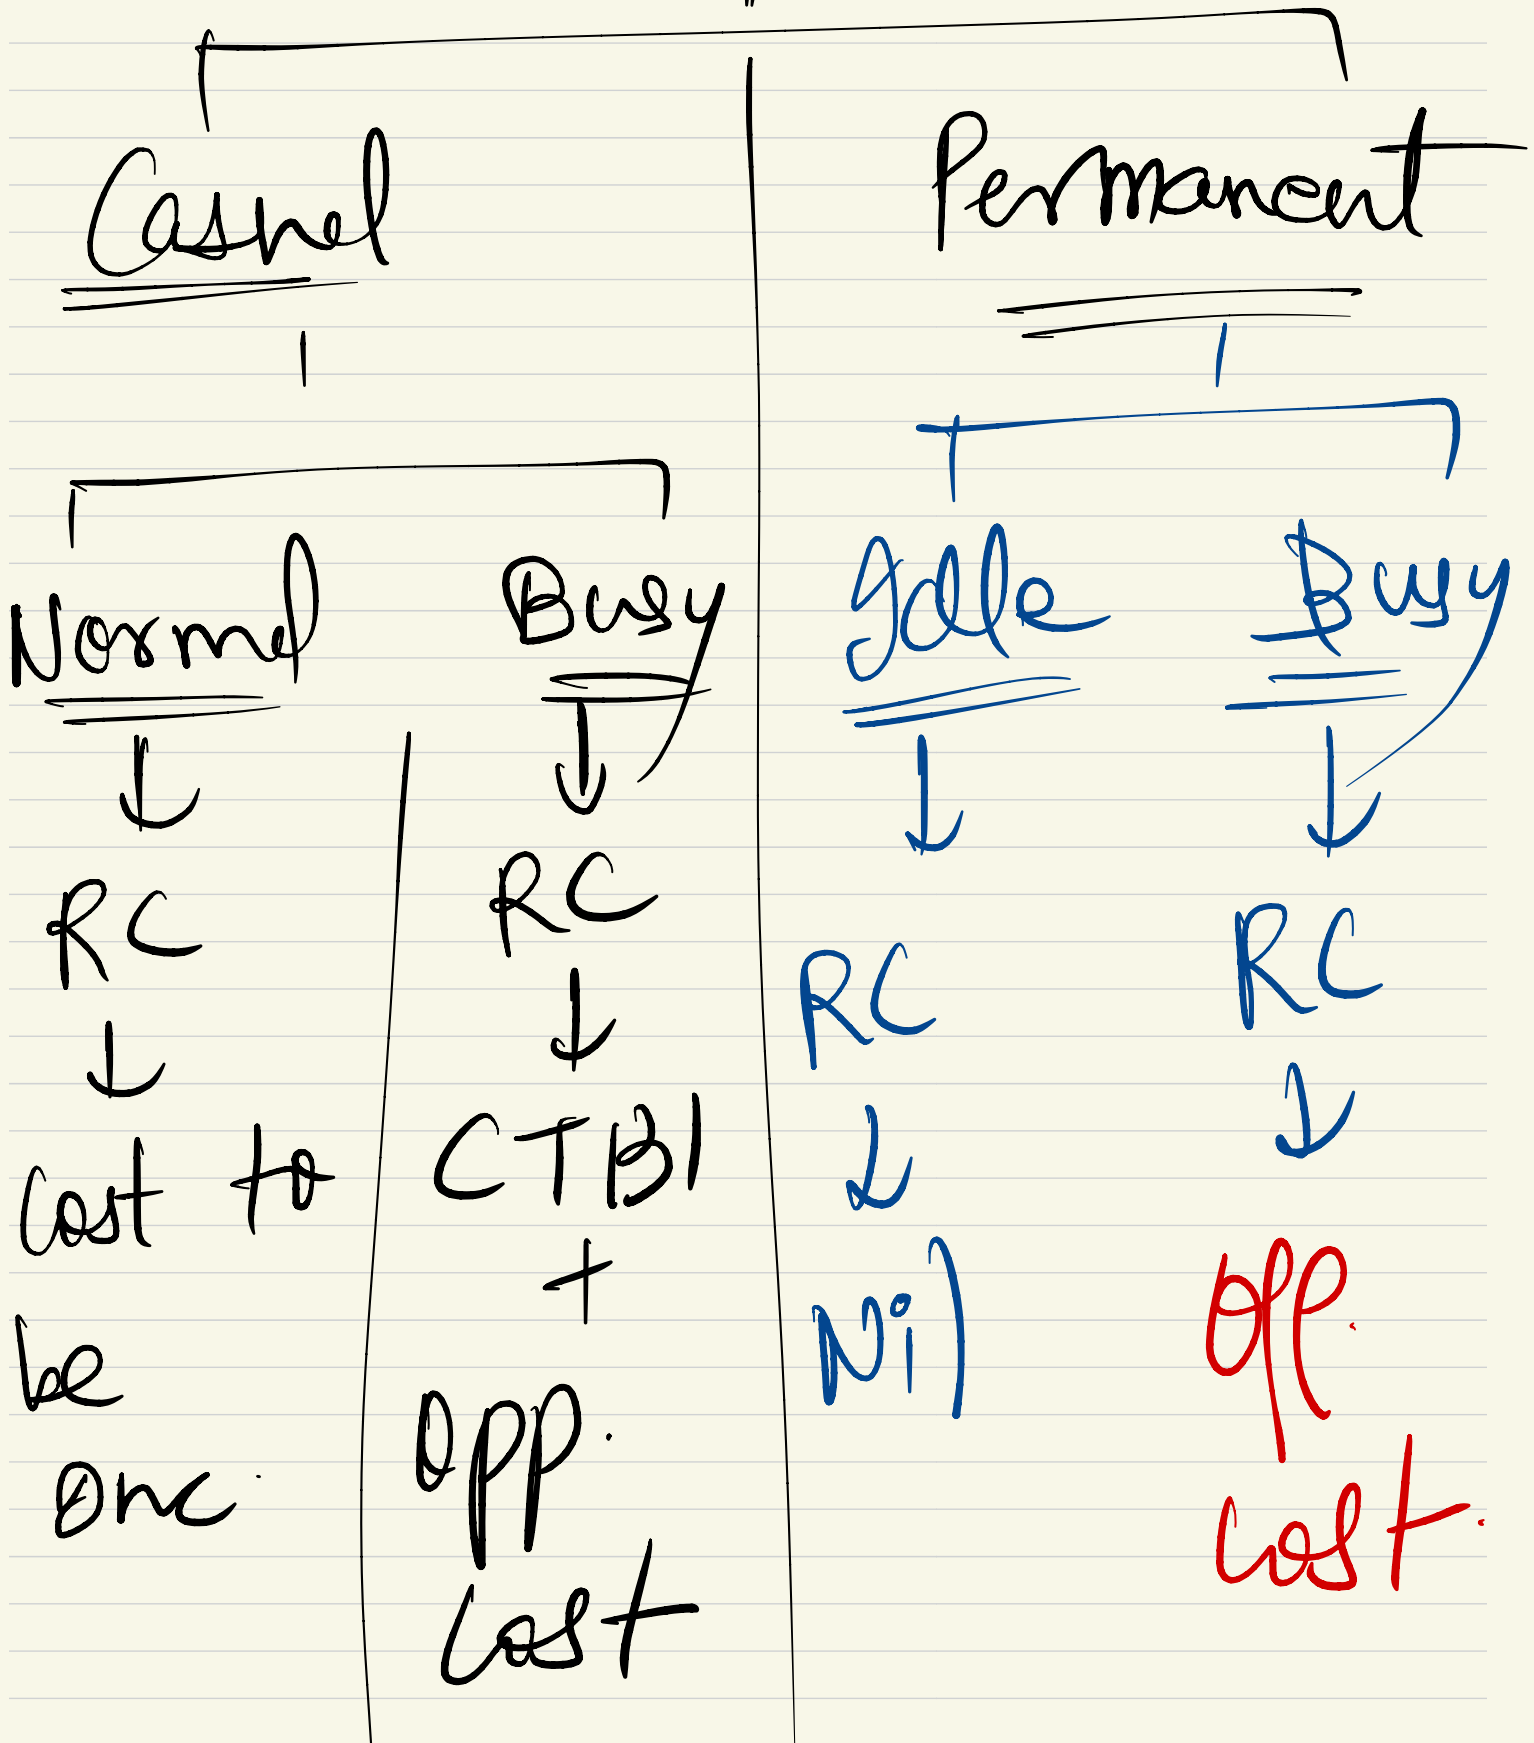 Casual
Permanent
Normal
Busy
Idle
Busy
RC
RC
RC
RC
Cost to
be
Inc.
CTBI
+
Opp.
Cost
Nil
Opp.
Cost.